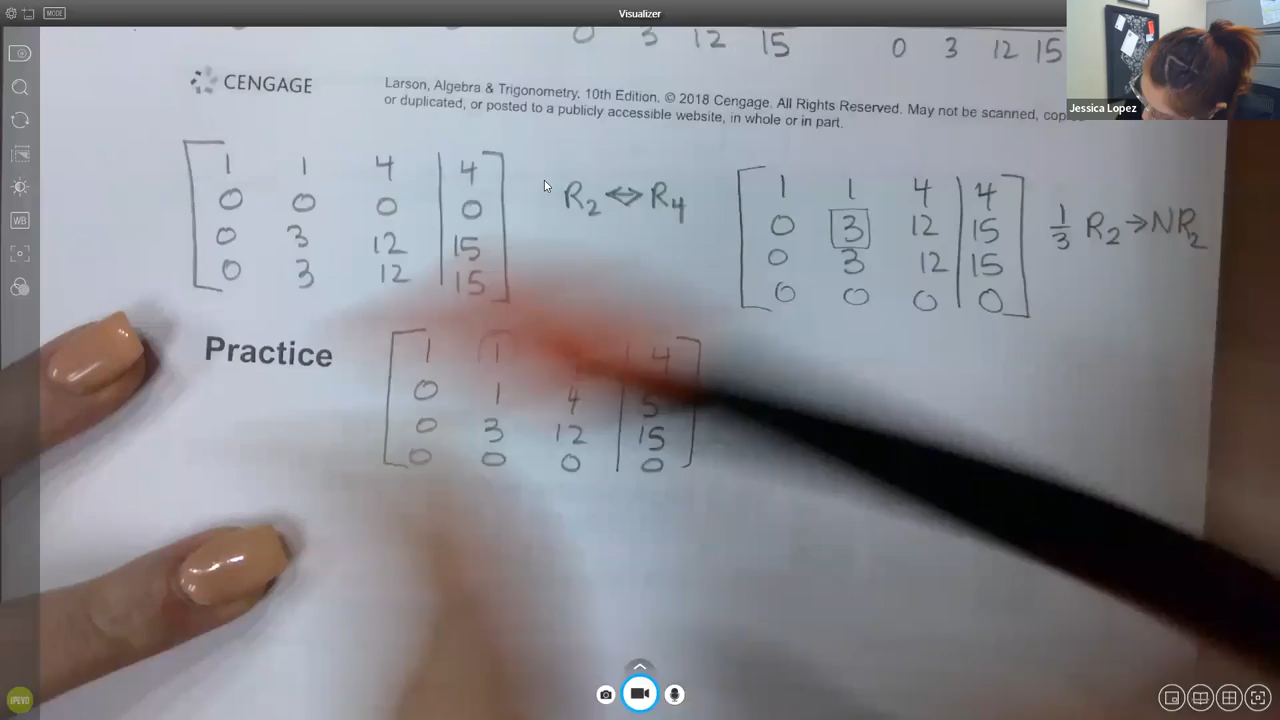 MODE
Visualizer
0 3 12 15
0 3 12 15
CENGAGE
Larson, Algebra & Trigonometry, 10th Edition, © 2018 Cengage. All Rights Reserved. May not be scanned,
or duplicated, or posted to a publicly accessible website, in whole or in part.
Jessica Lopez
1 1 4 | 4
0 0 0 | 0
0 3 12 | 15
0 3 12 | 15
R2 ⇔ R4
1 1 4 | 4
0 3 12 | 15
0 3 12 | 15
0 0 0 | 0
1/3 R2 → NR2
Practice
1 1 | 4
0 1 4 | 5
0 3 12 | 15
0 0 0 | 0
WB
IPEVO